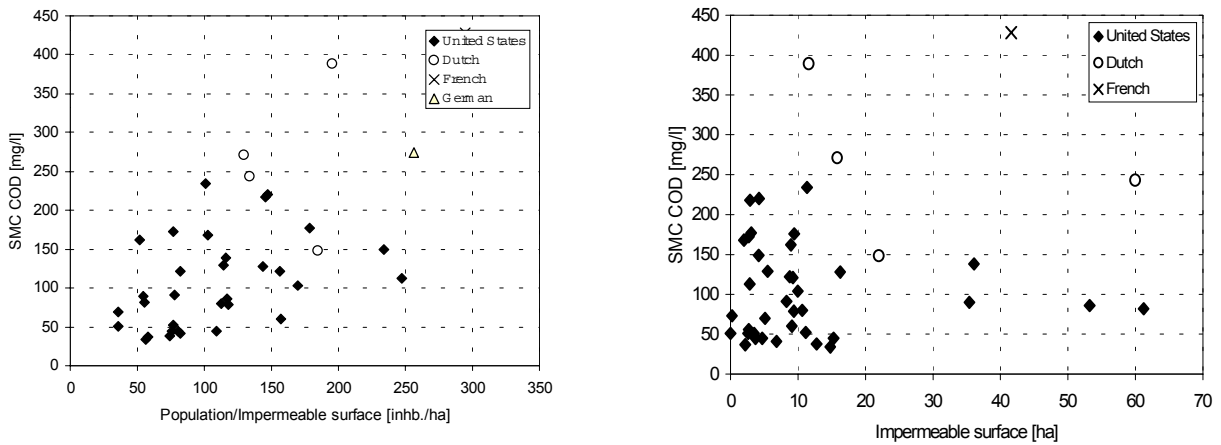 450
400
350
300
250
200
150
100
50
0
SMC COD [mg/l]
0 50 100 150 200 250 300 350
Population/Impermeable surface [inhb./ha]
United States
Dutch
French
German
450
400
350
300
250
200
150
100
50
0
SMC COD [mg/l]
0 10 20 30 40 50 60 70
Impermeable surface [ha]
United States
Dutch
French